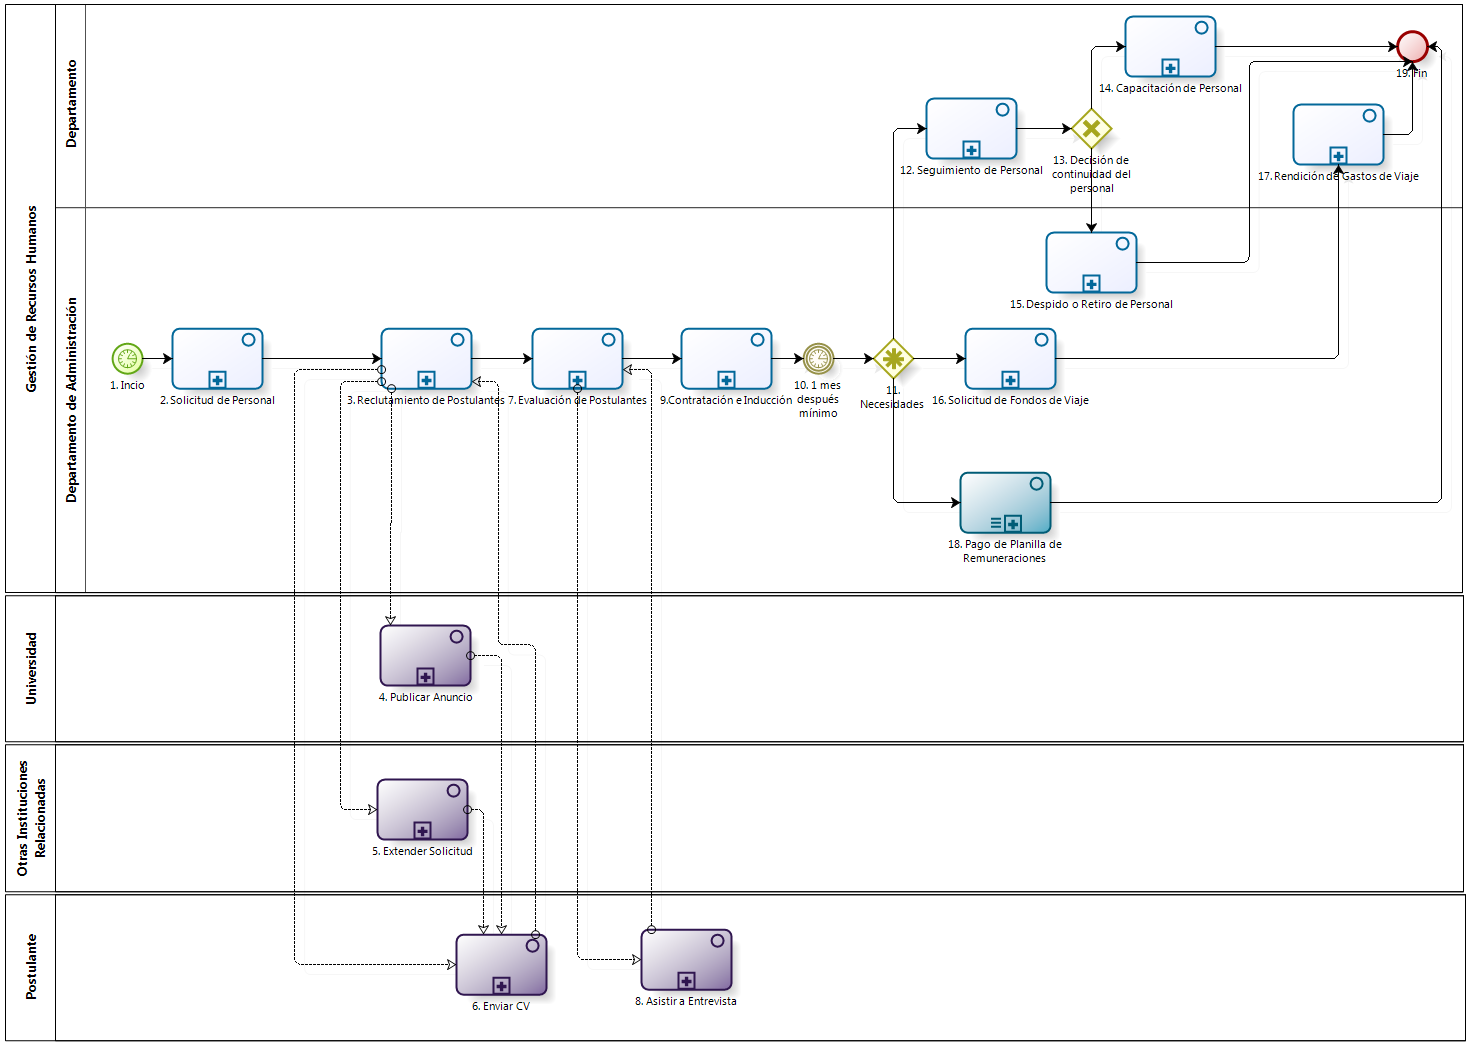 Gestión de Recursos Humanos
Departamento
14. Capacitación de Personal
19. Fin
12. Seguimiento de Personal
13. Decisión de
continuidad del
personal
17. Rendición de Gastos de Viaje
Departamento de Administración
15. Despido o Retiro de Personal
1. Incio
2. Solicitud de Personal
3. Reclutamiento de Postulantes
7. Evaluación de Postulantes
9.Contratación e Inducción
10. 1 mes
después
mínimo
11.
Necesidades
16. Solicitud de Fondos de Viaje
18. Pago de Planilla de
Remuneraciones
Universidad
4. Publicar Anuncio
Otras Instituciones
Relacionadas
5. Extender Solicitud
Postulante
6. Enviar CV
8. Asistir a Entrevista